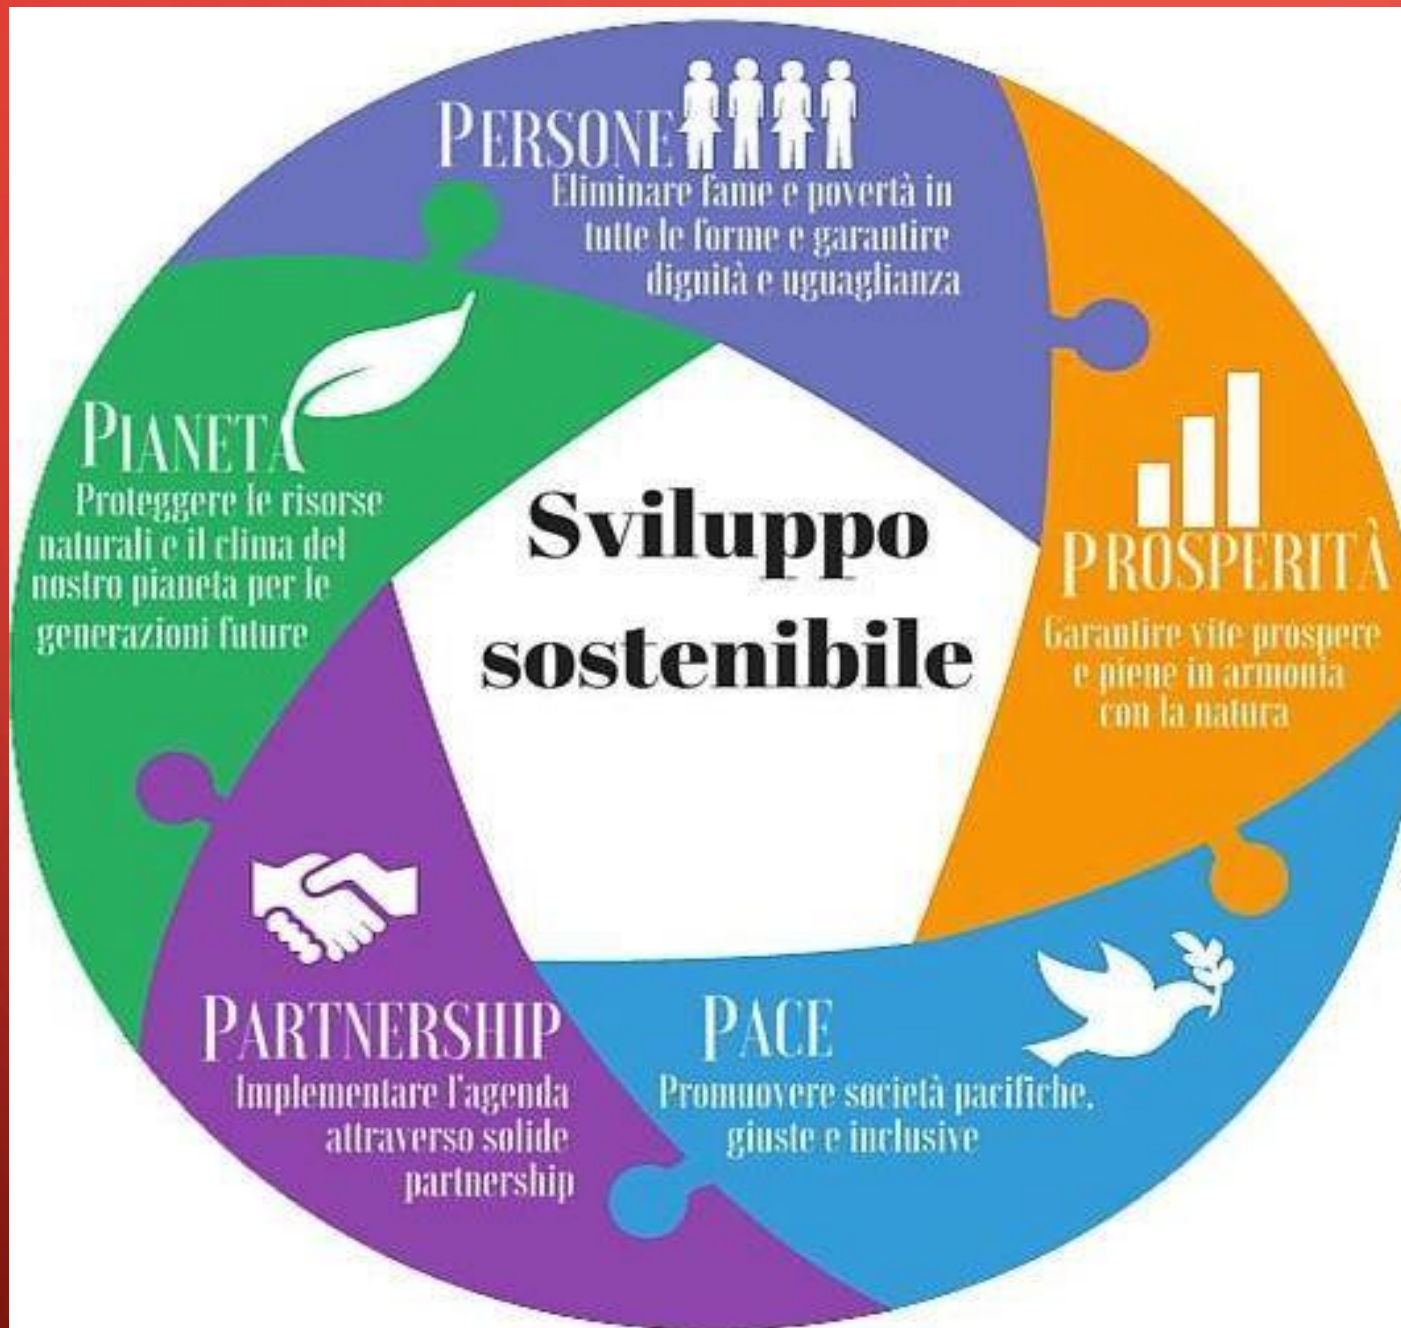 PERSONE
Eliminare fame e povertà in
tutte le forme e garantire
dignità e uguaglianza
PIANETA
Proteggere le risorse
naturali e il clima del
nostro pianeta per le
generazioni future
Sviluppo
sostenibile
PROSPERITÀ
Garantire vite prospere
e piene in armonia
con la natura
PARTNERSHIP
Implementare l'agenda
attraverso solide
partnership
PACE
Promuovere società pacifiche,
giuste e inclusive